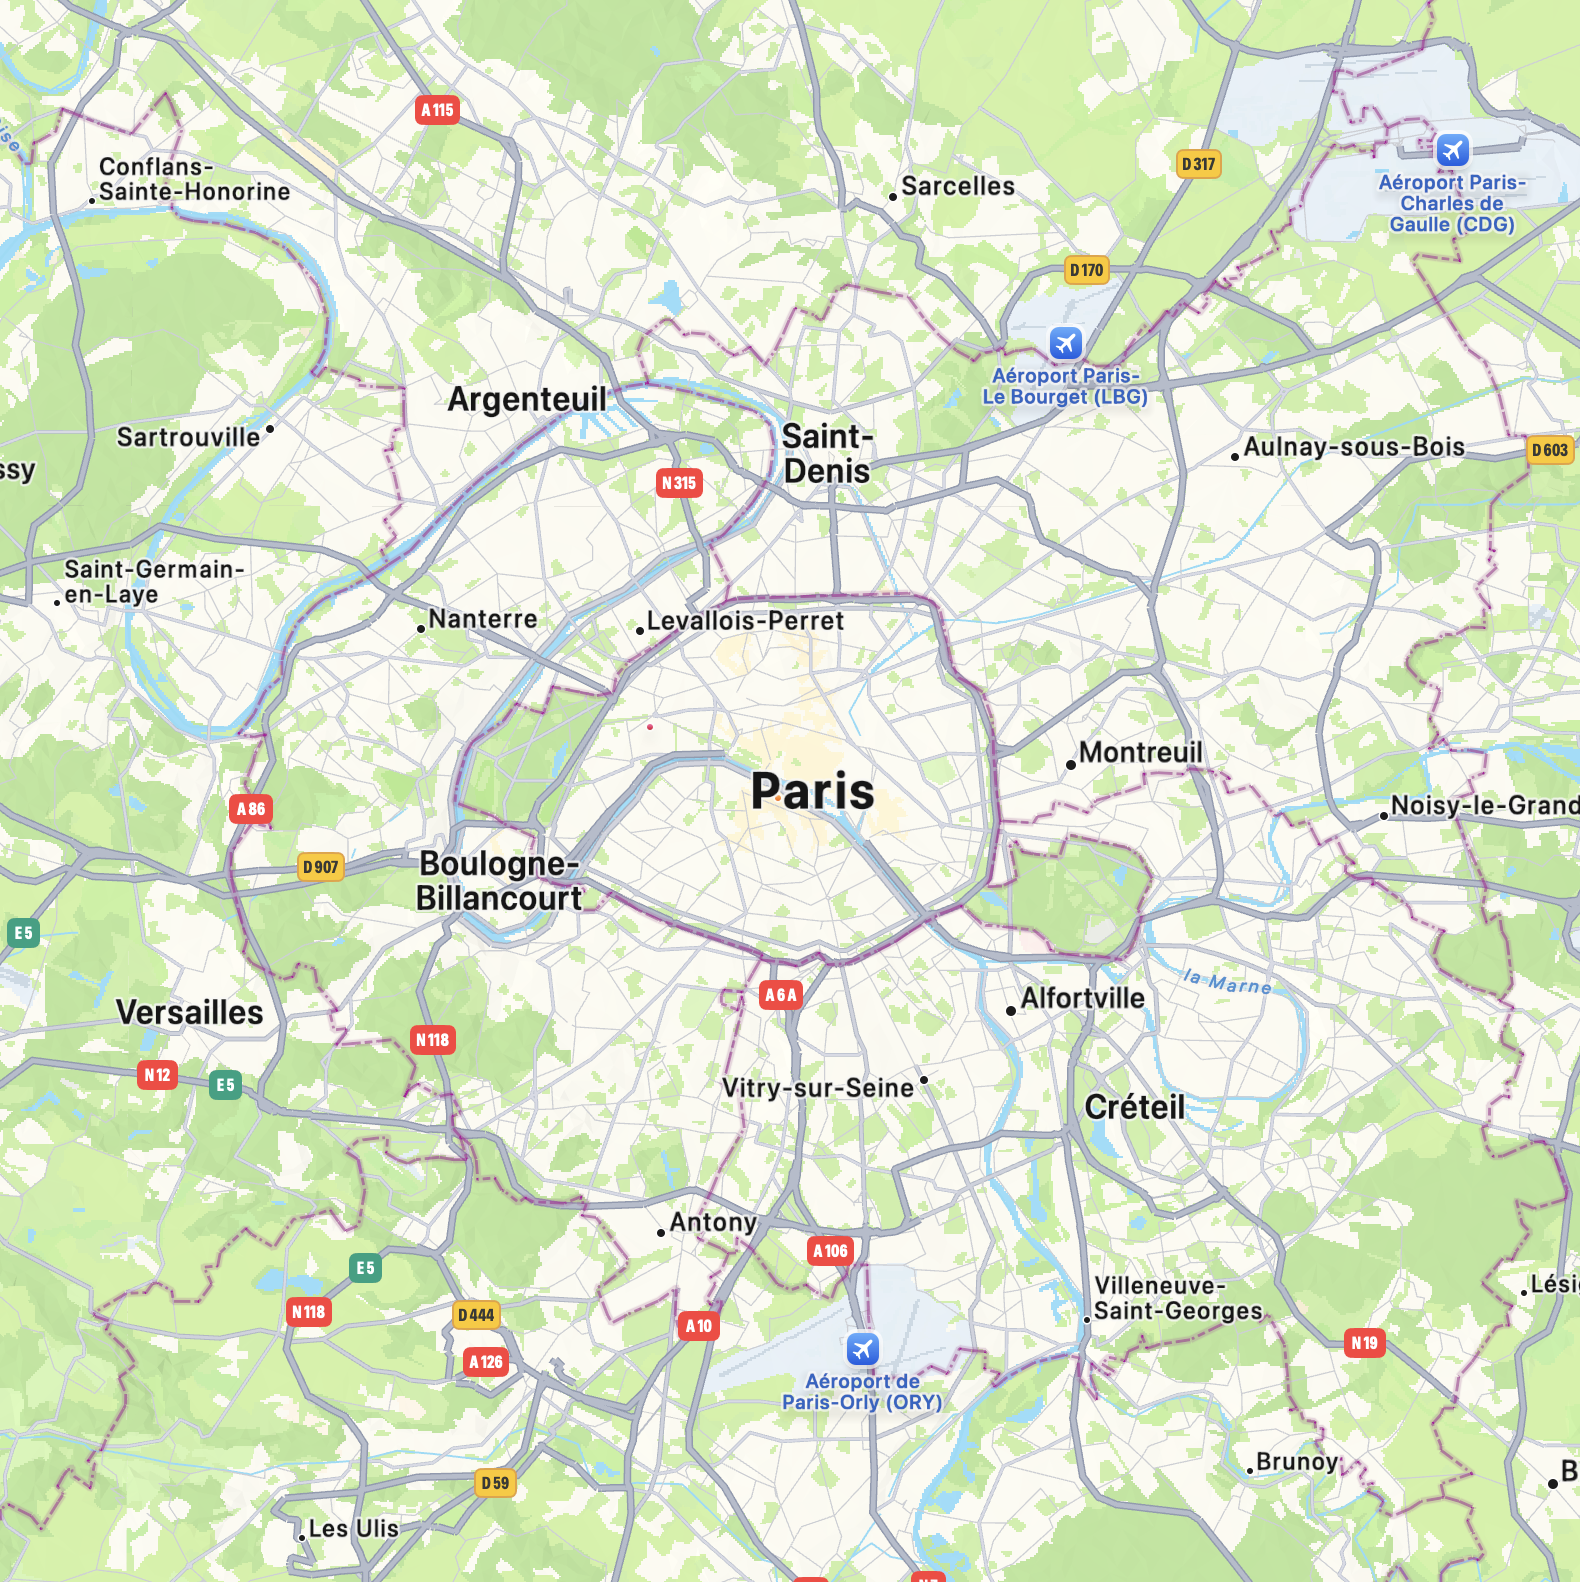 A 115
D 317
Conflans-
Sainte-Honorine
Sarcelles
Aéroport Paris-
Charles de
Gaulle (CDG)
D 170
Aéroport Paris-
Le Bourget (LBG)
Argenteuil
Sartrouville
Saint-
Denis
Aulnay-sous-Bois
D 603
ssy
N 315
Saint-Germain-
en-Laye
Nanterre
Levallois-Perret
Montreuil
Paris
A 86
Noisy-le-Grand
D 907
Boulogne-
Billancourt
E 5
la Marne
A 6A
Versailles
Alfortville
N 118
N 12
E 5
Vitry-sur-Seine
Créteil
Antony
A 106
E 5
Villeneuve-
Saint-Georges
Lési
N 118
D 444
A 10
N 19
A 126
Aéroport de
Paris-Orly (ORY)
Brunoy
B
D 59
Les Ulis